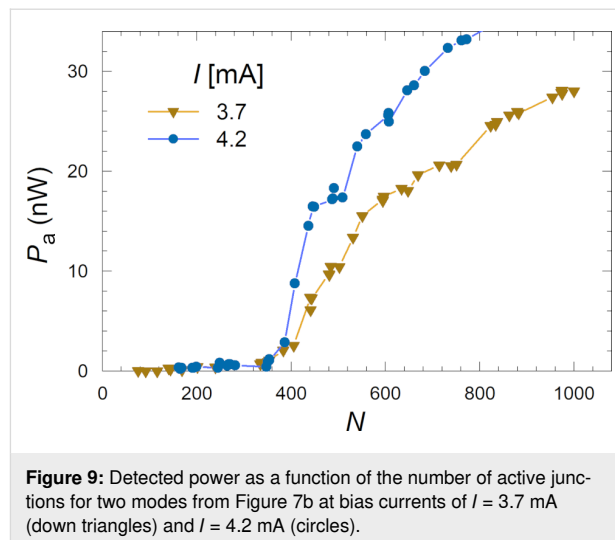 30
20
10
0
P_a (nW)
I [mA]
3.7
4.2
0 200 400 600 800 1000
N
Figure 9: Detected power as a function of the number of active junc-
tions for two modes from Figure 7b at bias currents of I = 3.7 mA
(down triangles) and I = 4.2 mA (circles).